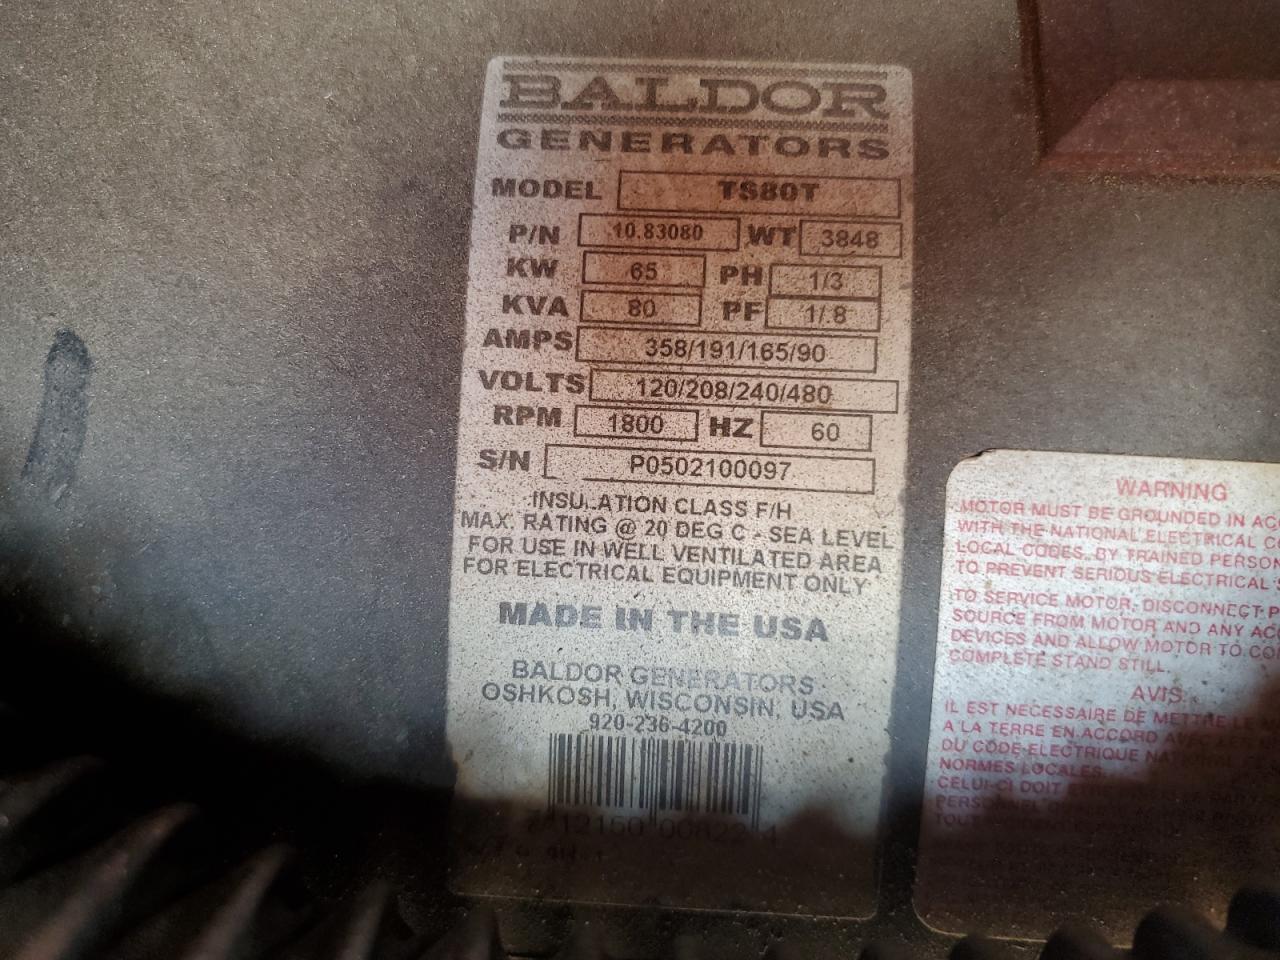 BALDOR
GENERATORS
MODEL TS80T
P/N 10.83080 WT 3848
KW 65 PH 1/3
KVA 80 PF 1/.8
AMPS 358/191/165/90
VOLTS 120/208/240/480
RPM 1800 HZ 60
S/N P0502100097
INSULATION CLASS F/H
MAX. RATING @ 20 DEG C - SEA LEVEL
FOR USE IN WELL VENTILATED AREA
FOR ELECTRICAL EQUIPMENT ONLY
MADE IN THE USA
BALDOR GENERATORS
OSHKOSH, WISCONSIN, USA
920-236-4200
WARNING
MOTOR MUST BE GROUNDED IN
WITH THE NATIONAL ELECTRICAL
LOCAL CODES, BY TRAINED
TO PREVENT SERIOUS ELECTRICAL
TO SERVICE MOTOR, DISCONNECT
SOURCE FROM MOTOR AND ANY
DEVICES AND ALLOW MOTOR TO
COMPLETE STAND STILL.
AVIS
IL EST NECESSAIRE DE METTRE LE
A LA TERRE EN ACCORD AVEC
DU CODE ELECTRIQUE
NORMES LOCALES
CELUI-CI DOIT